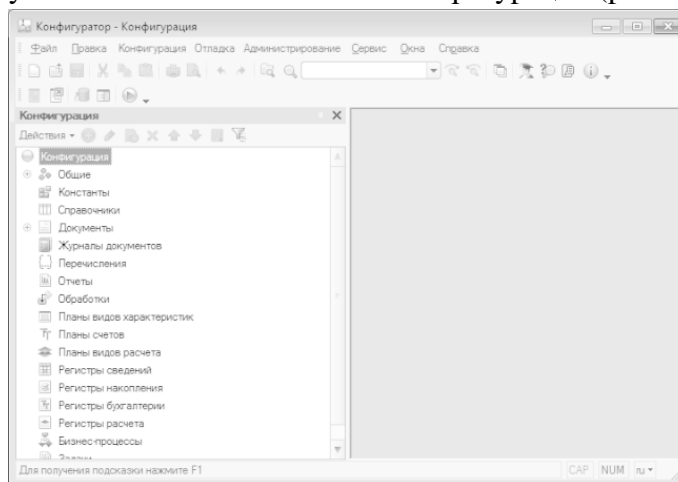 Конфигуратор - Конфигурация
Файл Правка Конфигурация Отладка Администрирование Сервис Окна Справка
Конфигурация
Действия
Конфигурация
Общие
Константы
Справочники
Документы
Журналы документов
Перечисления
Отчеты
Обработки
Планы видов характеристик
Планы счетов
Планы видов расчета
Регистры сведений
Регистры накопления
Регистры бухгалтерии
Регистры расчета
Бизнес-процессы
Задачи
Для получения подсказки нажмите F1 CAP NUM ru